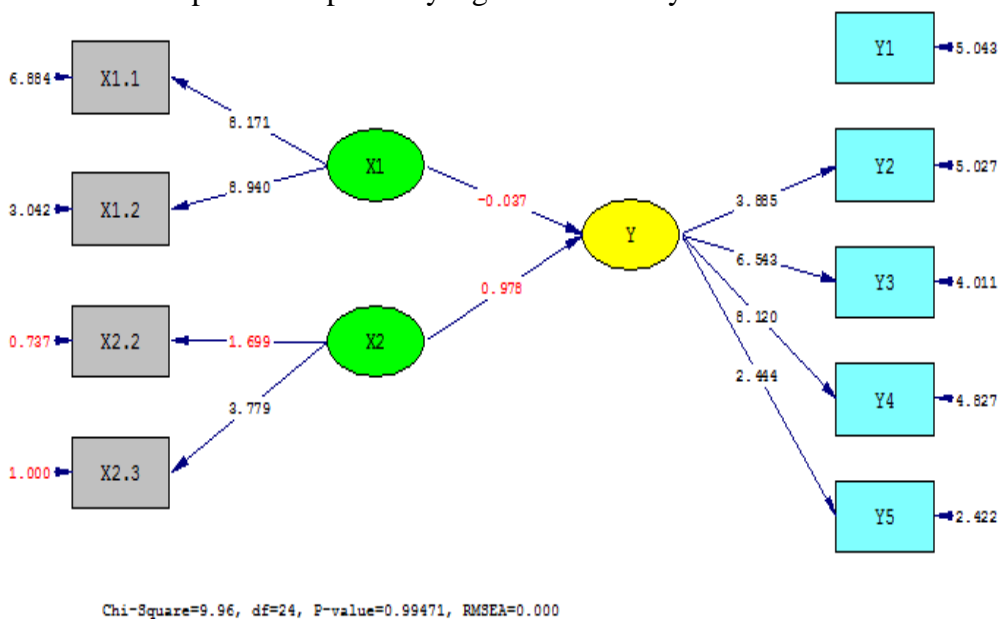 Y1
5.043
6.884
X1.1
8.171
X1
Y2
5.027
8.940
3.885
-0.037
3.042
X1.2
Y
6.543
Y3
4.011
0.978
8.120
0.737
X2.2
1.699
X2
2.444
3.779
Y4
4.827
1.000
X2.3
Y5
2.422
Chi-Square=9.96, df=24, P-value=0.99471, RMSEA=0.000